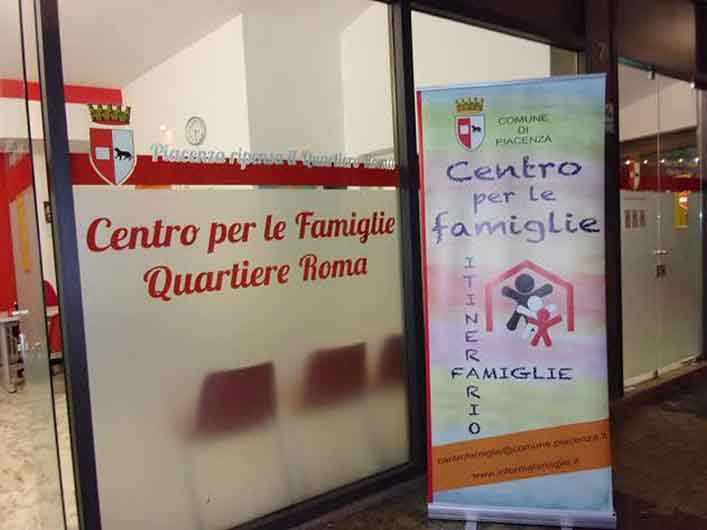 Piacenza ripensa il Quartiere Roma
Centro per le Famiglie
Quartiere Roma
COMUNE
DI
PIACENZA
Centro
per le
famiglie
ITINERARIO
FAMIGLIE
centrofamiglie@comune.piacenza.it
www.informafamiglie.it